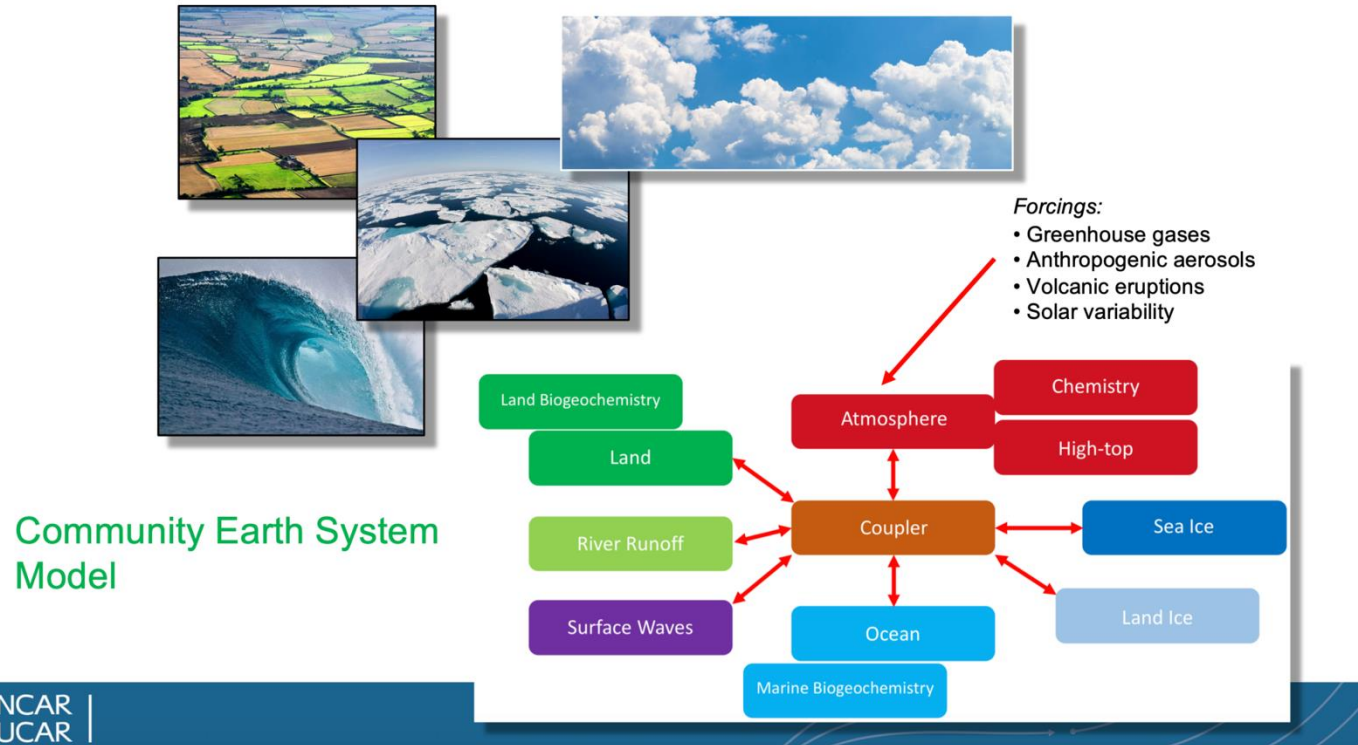 Forcings:
• Greenhouse gases
• Anthropogenic aerosols
• Volcanic eruptions
• Solar variability
Land Biogeochemistry
Land
River Runoff
Surface Waves
Atmosphere
Chemistry
High-top
Coupler
Sea Ice
Land Ice
Ocean
Marine Biogeochemistry
Community Earth System
Model
NCAR
UCAR